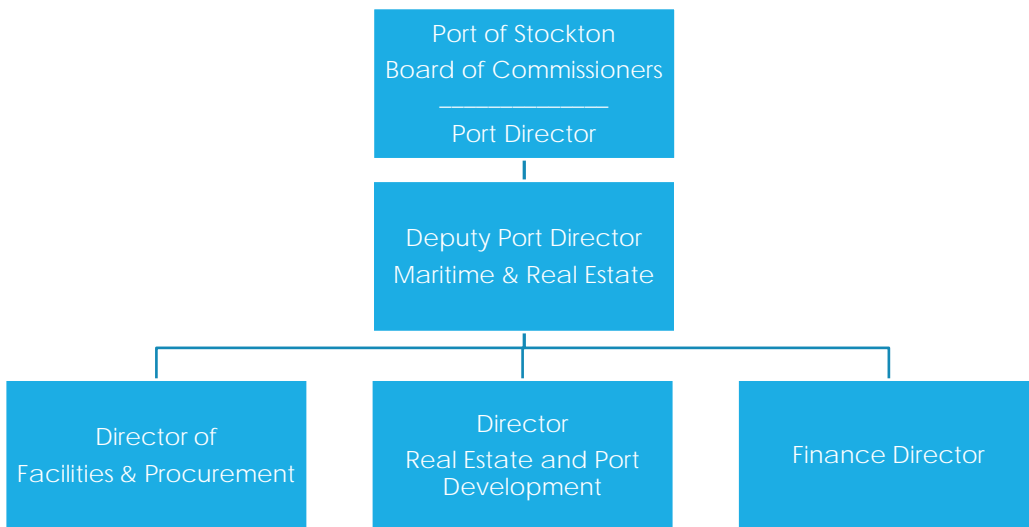 Port of Stockton
Board of Commissioners
______________
Port Director
Deputy Port Director
Maritime & Real Estate
Director of
Facilities & Procurement
Director
Real Estate and Port
Development
Finance Director